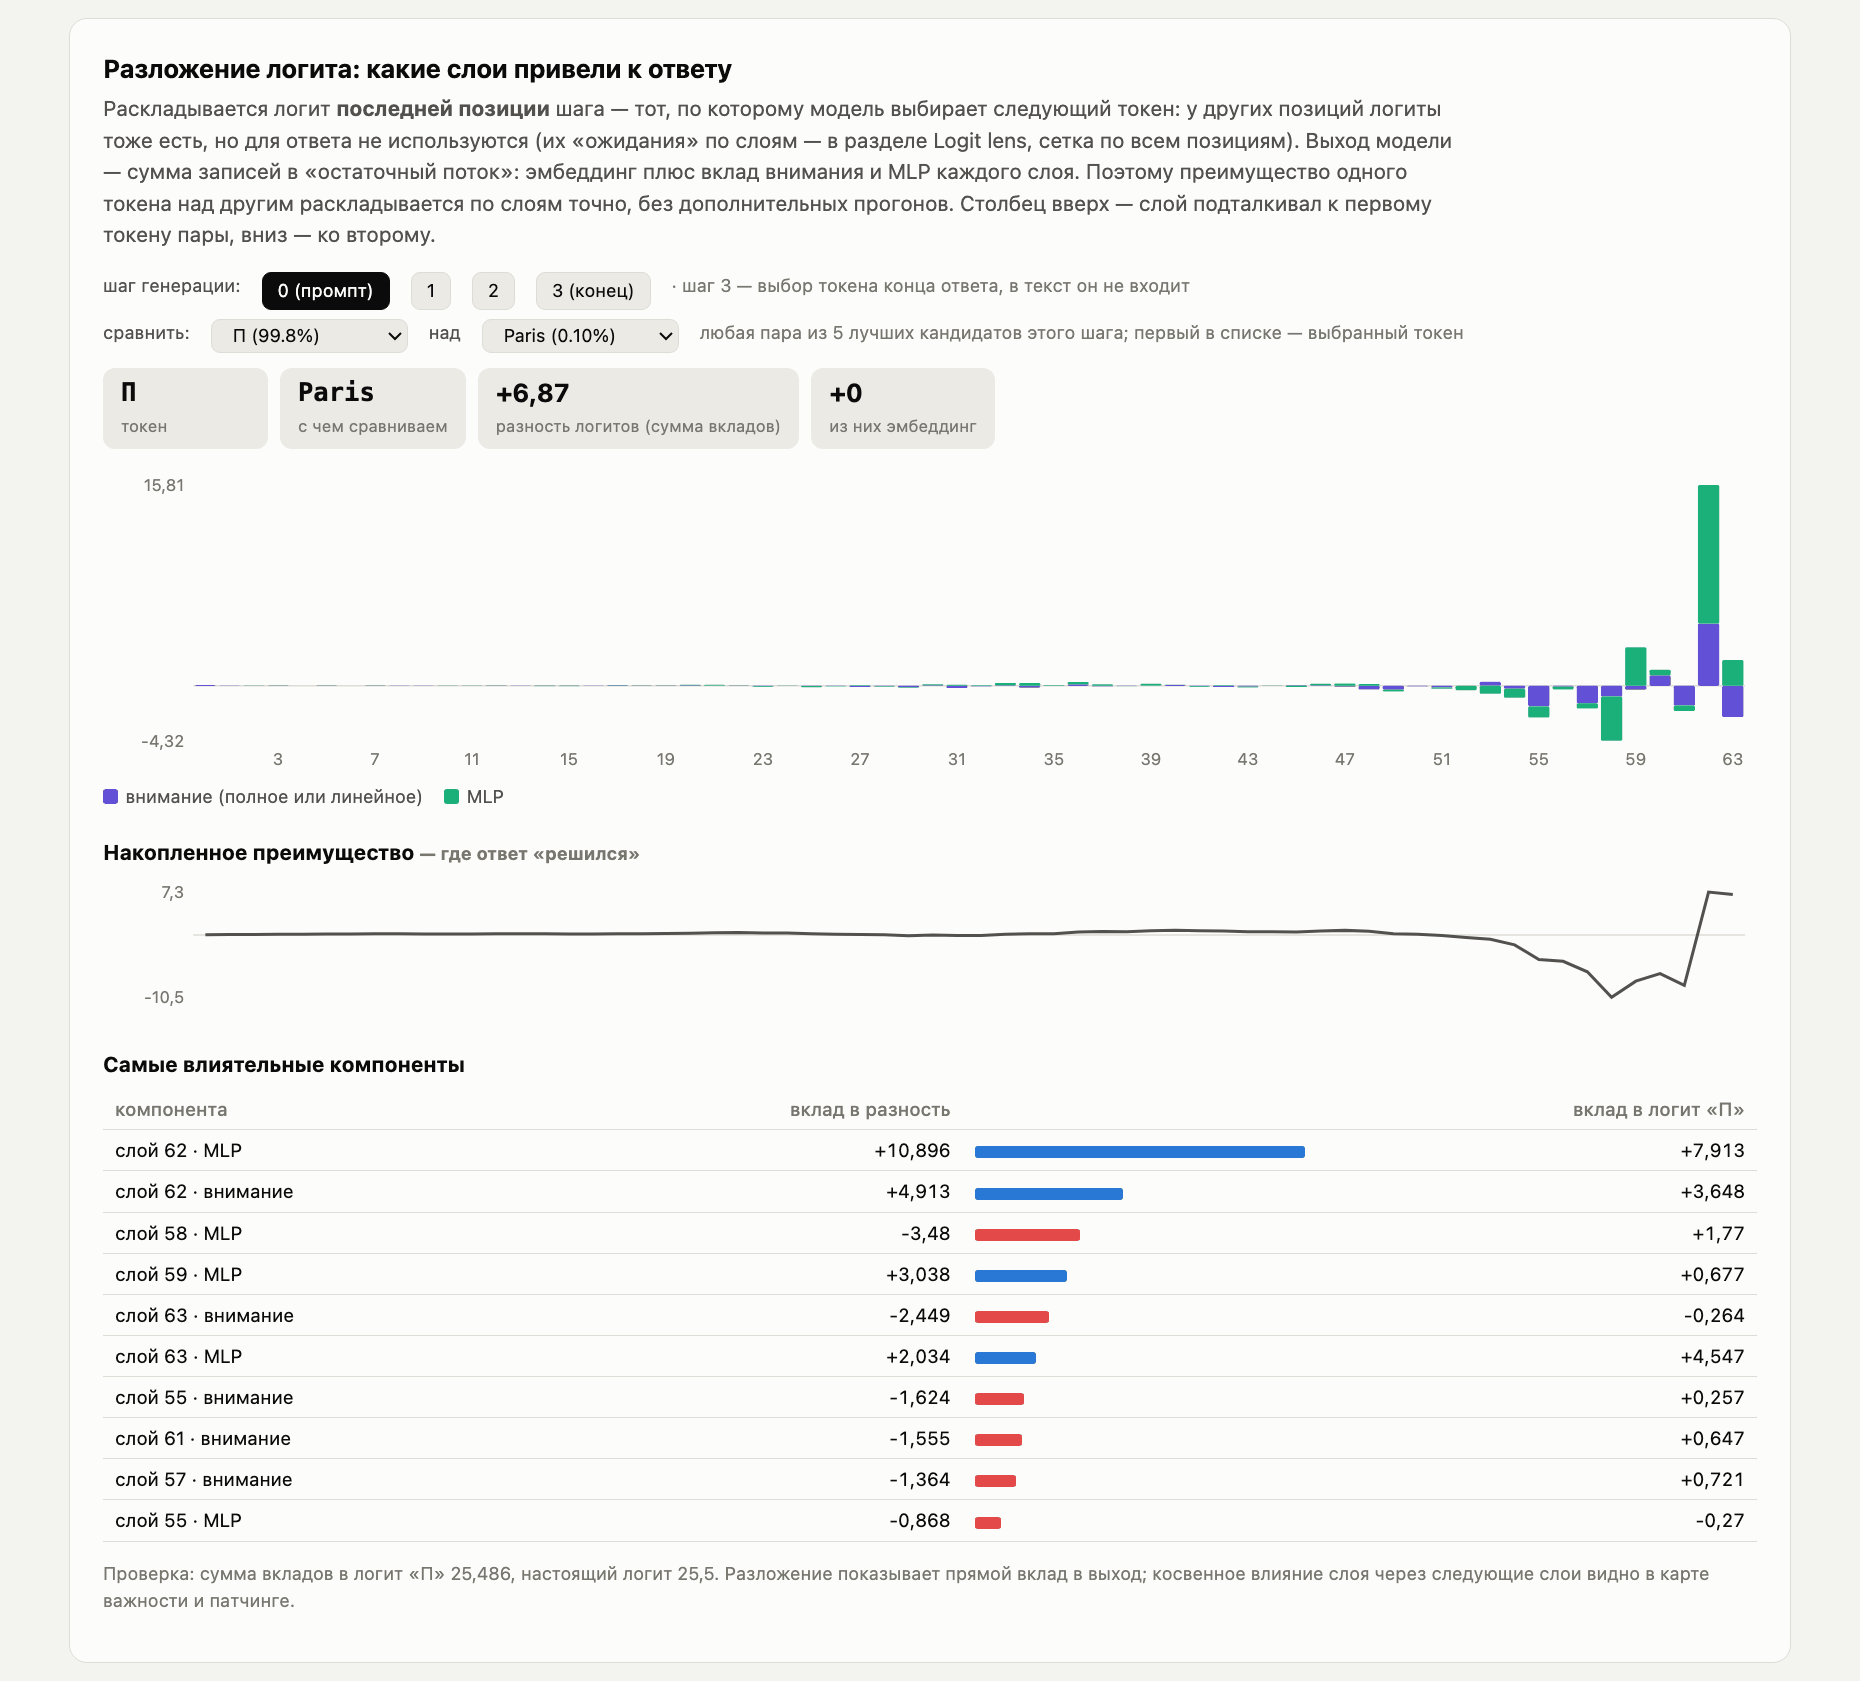 Разложение логита: какие слои привели к ответу
Раскладывается логит последней позиции шага — тот, по которому модель выбирает следующий токен: у других позиций логиты
тоже есть, но для ответа не используются (их «ожидания» по слоям — в разделе Logit lens, сетка по всем позициям). Выход модели
— сумма записей в «остаточный поток»: эмбеддинг плюс вклад внимания и MLP каждого слоя. Поэтому преимущество одного
токена над другим раскладывается по слоям точно, без дополнительных прогонов. Столбец вверх — слой подталкивал к первому
токену пары, вниз — ко второму.
шаг генерации: 0 (промпт) 1 2 3 (конец) · шаг 3 — выбор токена конца ответа, в текст он не входит
сравнить: П (99.8%) над Paris (0.10%) любая пара из 5 лучших кандидатов этого шага; первый в списке — выбранный токен
П Paris +6,87 +0
токен с чем сравниваем разность логитов (сумма вкладов) из них эмбеддинг
15,81
-4,32
3 7 11 15 19 23 27 31 35 39 43 47 51 55 59 63
внимание (полное или линейное) MLP
Накопленное преимущество — где ответ «решился»
7,3
-10,5
Самые влиятельные компоненты
компонента вклад в разность вклад в логит «П»
слой 62 · MLP +10,896 +7,913
слой 62 · внимание +4,913 +3,648
слой 58 · MLP -3,48 +1,77
слой 59 · MLP +3,038 +0,677
слой 63 · внимание -2,449 -0,264
слой 63 · MLP +2,034 +4,547
слой 55 · внимание -1,624 +0,257
слой 61 · внимание -1,555 +0,647
слой 57 · внимание -1,364 +0,721
слой 55 · MLP -0,868 -0,27
Проверка: сумма вкладов в логит «П» 25,486, настоящий логит 25,5. Разложение показывает прямой вклад в выход; косвенное влияние слоя через следующие слои видно в карте
важности и патчинге.